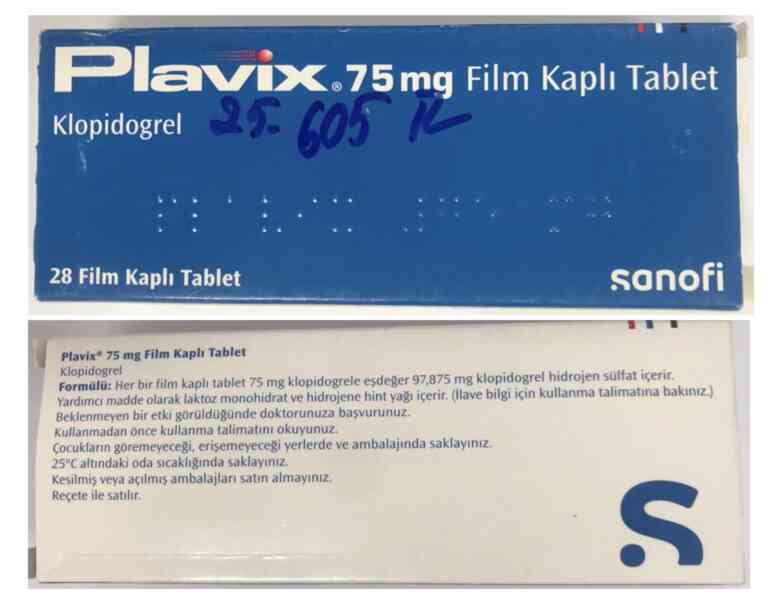 Plavix® 75 mg Film Kaplı Tablet
Klopidogrel
25. 605 TL
28 Film Kaplı Tablet
sanofi
Plavix® 75 mg Film Kaplı Tablet
Klopidogrel
Formülü: Her bir film kaplı tablet 75 mg klopidogrele eşdeğer 97,875 mg klopidogrel hidrojen sülfat içerir.
Yardımcı madde olarak laktoz monohidrat ve hidrojene hint yağı içerir. (İlave bilgi için kullanma talimatına bakınız.)
Beklenmeyen bir etki görüldüğünde doktorunuza başvurunuz.
Kullanmadan önce kullanma talimatını okuyunuz.
Çocukların göremeyeceği, erişemeyeceği yerlerde ve ambalajında saklayınız.
25°C altındaki oda sıcaklığında saklayınız.
Kesilmiş veya açılmış ambalajları satın almayınız.
Reçete ile satılır.